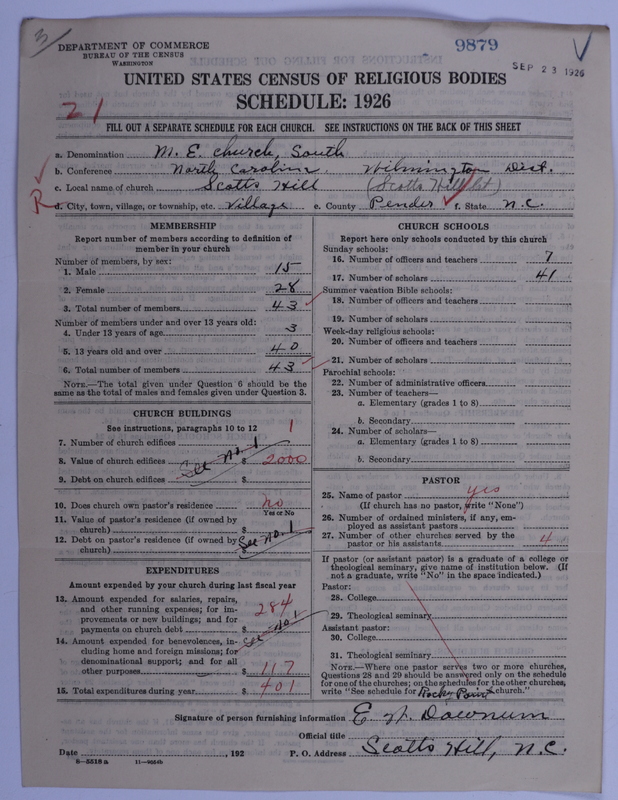 3
DEPARTMENT OF COMMERCE
BUREAU OF THE CENSUS
WASHINGTON
9879
SEP 23 1926
UNITED STATES CENSUS OF RELIGIOUS BODIES
SCHEDULE: 1926
21
FILL OUT A SEPARATE SCHEDULE FOR EACH CHURCH. SEE INSTRUCTIONS ON THE BACK OF THIS SHEET
a. Denomination M. E. Church, South
b. Conference North Carolina, Wilmington Dist.
c. Local name of church Scotts Hill (Scotts Hill Ct)
R
d. City, town, village, or township, etc. Village e. County Pender f. State N.C.
MEMBERSHIP
Report number of members according to definition of
member in your church
Number of members, by sex:
1. Male 15
2. Female 28
3. Total number of members 43
Number of members under and over 13 years old:
4. Under 13 years of age 3
5. 13 years old and over 40
6. Total number of members 43
NOTE.—The total given under Question 6 should be
same as the total of males and females given under Question 3.
CHURCH BUILDINGS
See instructions, paragraphs 10 to 12
7. Number of church edifices 1
8. Value of church edifices $ 2000
9. Debt on church edifices $
See No. 1
10. Does church own pastor's residence no
Yes or No
11. Value of pastor's residence (if owned by
church) $
12. Debt on pastor's residence (if owned by
church) $
See No. 1
EXPENDITURES
Amount expended by your church during last fiscal year
13. Amount expended for salaries, repairs,
and other running expenses; for im-
provements or new buildings; and for
payments on church debt $ 284
See No 1
14. Amount expended for benevolences, in-
cluding home and foreign missions; for
denominational support; and for all
other purposes $ 117
15. Total expenditures during year $ 401
CHURCH SCHOOLS
Report here only schools conducted by this church
Sunday schools:
16. Number of officers and teachers 7
17. Number of scholars 41
Summer vacation Bible schools:
18. Number of officers and teachers
19. Number of scholars
Week-day religious schools:
20. Number of officers and teachers
21. Number of scholars
Parochial schools:
22. Number of administrative officers
23. Number of teachers—
a. Elementary (grades 1 to 8)
b. Secondary
24. Number of scholars—
a. Elementary (grades 1 to 8)
b. Secondary
PASTOR
25. Name of pastor yes
(If church has no pastor, write "None")
26. Number of ordained ministers, if any, em-
ployed as assistant pastors
27. Number of other churches served by the
pastor or his assistants 4
If pastor (or assistant pastor) is a graduate of a college or
theological seminary, give name of institution below. (If
not a graduate, write "No" in the space indicated.)
Pastor:
28. College
29. Theological seminary
Assistant pastor:
30. College
31. Theological seminary
NOTE.—Where one pastor serves two or more churches,
Questions 28 and 29 should be answered only on the schedule
for one of the churches; on the schedules for the other churches,
write "See schedule for Rocky Point church."
Signature of person furnishing information E. W. Downum
Official title
Date , 192 P. O. Address Scotts Hill, N.C.
8—5518 a 11—9054b